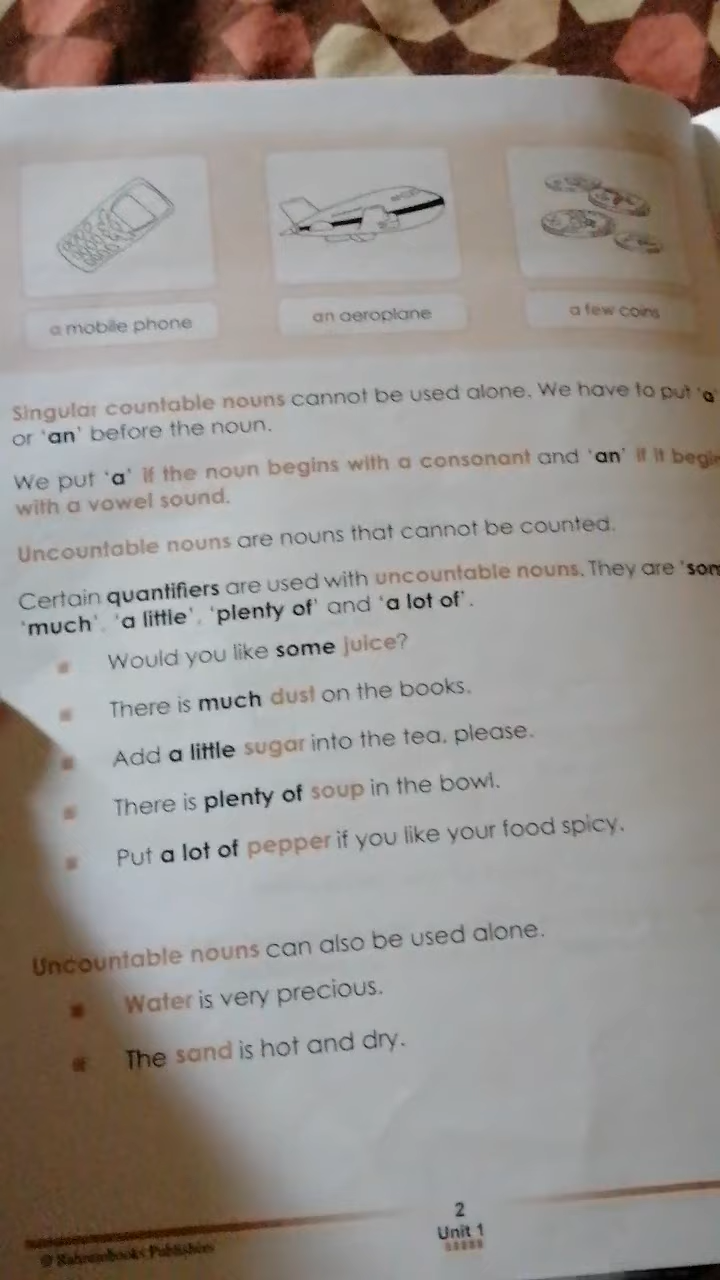 a mobile phone
an aeroplane
a few coins
Singular countable nouns cannot be used alone. We have to put 'a'
or 'an' before the noun.
We put 'a' if the noun begins with a consonant and 'an' if it begin
with a vowel sound.
Uncountable nouns are nouns that cannot be counted.
Certain quantifiers are used with uncountable nouns. They are 'som
'much', 'a little', 'plenty of' and 'a lot of'.
Would you like some juice?
There is much dust on the books.
Add a little sugar into the tea, please.
There is plenty of soup in the bowl.
Put a lot of pepper if you like your food spicy.
Uncountable nouns can also be used alone.
Water is very precious.
The sand is hot and dry.
2
Unit 1
Publishers